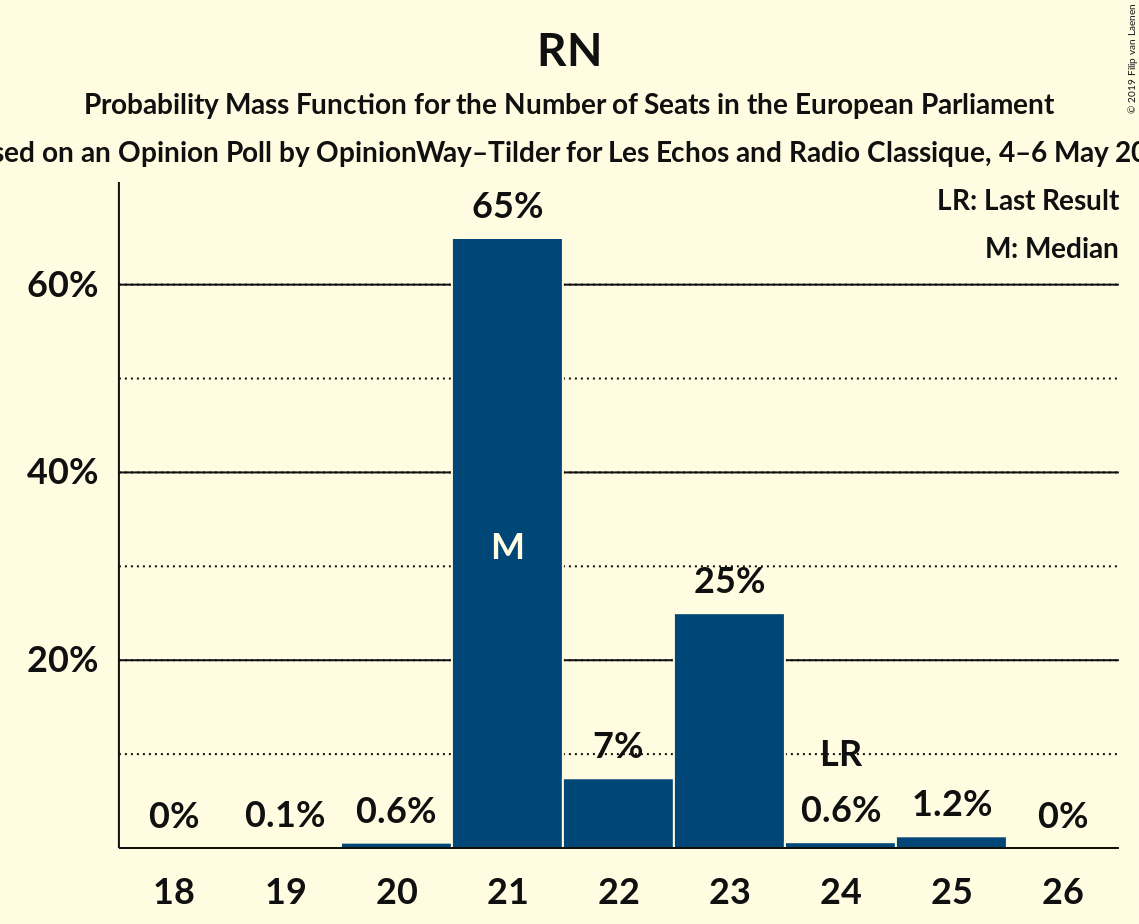 RN
Probability Mass Function for the Number of Seats in the European Parliament
on an Opinion Poll by OpinionWay–Tilder for Les Echos and Radio Classique, 4–6 May
© 2019 Filip van Laenen
LR: Last Result
M: Median
65%
60%
40%
M
25%
20%
7%
LR
0%
0.1%
0.6%
0.6%
1.2%
0%
18 19 20 21 22 23 24 25 26